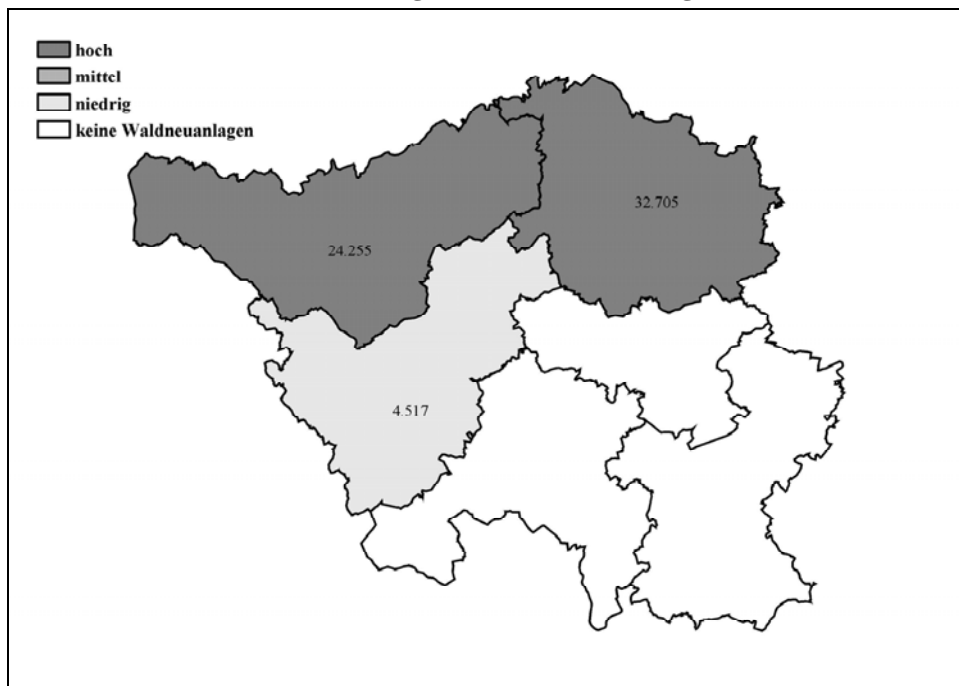 hoch
mittel
niedrig
keine Waldneuanlagen
32.705
24.255
4.517